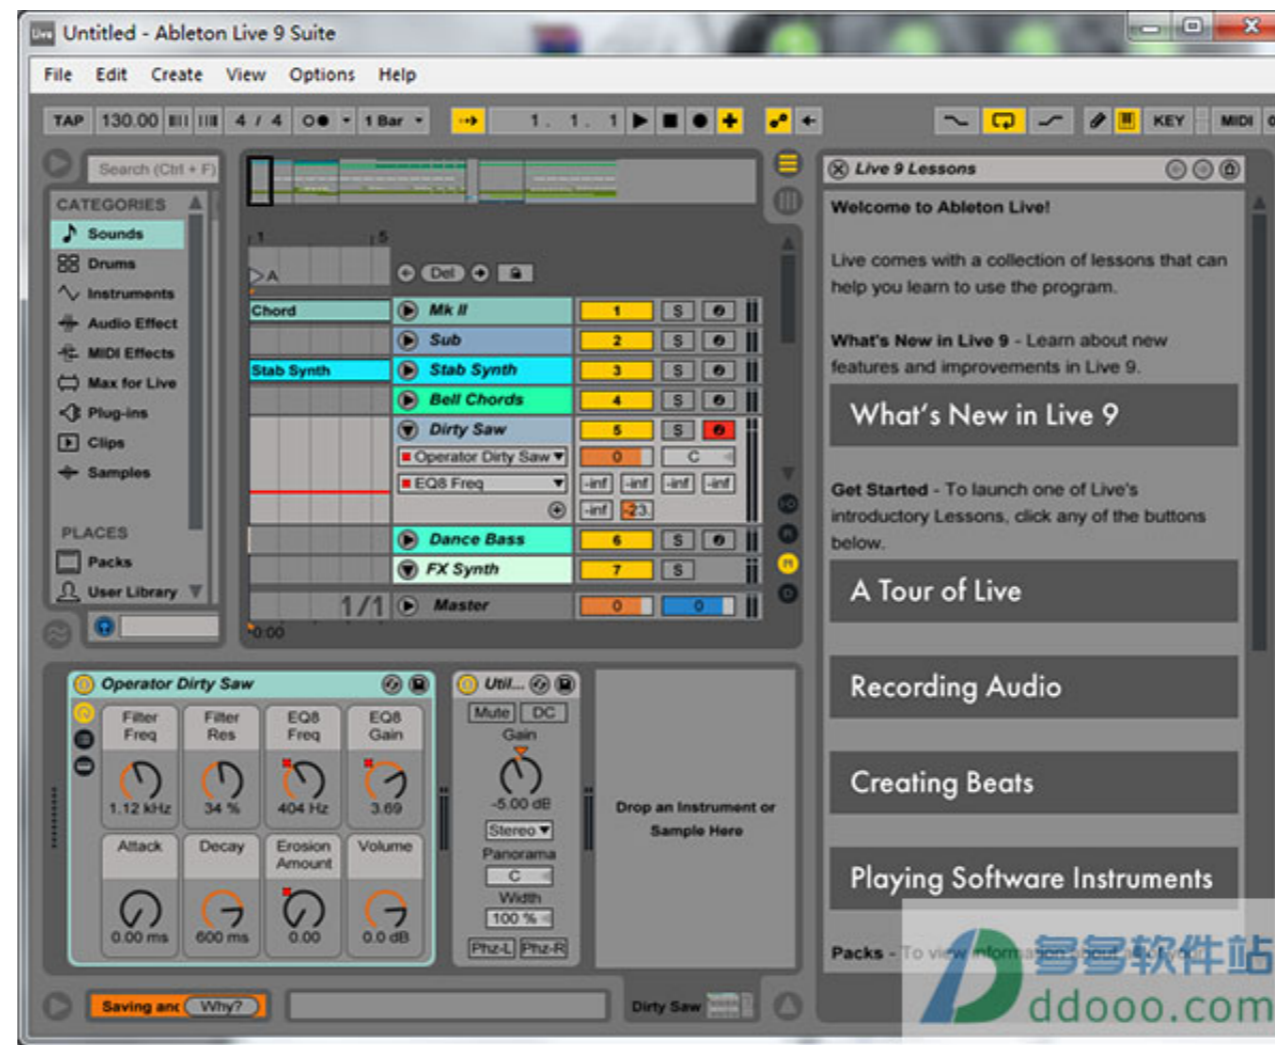 Live Untitled - Ableton Live 9 Suite
File Edit Create View Options Help
TAP 130.00 4 / 4 1 Bar 1. 1. 1 KEY MIDI
Search (Ctrl + F)
CATEGORIES
Sounds
Drums
Instruments
Audio Effect
MIDI Effects
Max for Live
Plug-ins
Clips
Samples
PLACES
Packs
User Library
1 5
A
Del
Chord Mk II 1 S
Sub 2 S
Stab Synth Stab Synth 3 S
Bell Chords 4 S
Dirty Saw 5 S
Operator Dirty Saw 0 C
EQ8 Freq -inf -inf -inf -inf
-inf -23.
Dance Bass 6 S
FX Synth 7 S
1/1 Master 0 0
0:00
Live 9 Lessons
Welcome to Ableton Live!
Live comes with a collection of lessons that can
help you learn to use the program.
What's New in Live 9 - Learn about new
features and improvements in Live 9.
What's New in Live 9
Get Started - To launch one of Live's
introductory Lessons, click any of the buttons
below.
A Tour of Live
Recording Audio
Creating Beats
Playing Software Instruments
Packs - To view information about
Operator Dirty Saw
Filter Freq
1.12 kHz
Filter Res
34 %
EQ8 Freq
404 Hz
EQ8 Gain
3.69
Attack
0.00 ms
Decay
600 ms
Erosion Amount
0.00
Volume
0.0 dB
Util...
Mute DC
Gain
-5.00 dB
Stereo
Panorama
C
Width
100 %
Phz-L Phz-R
Drop an Instrument or
Sample Here
Saving and Why?
Dirty Saw
多多软件站
ddooo.com